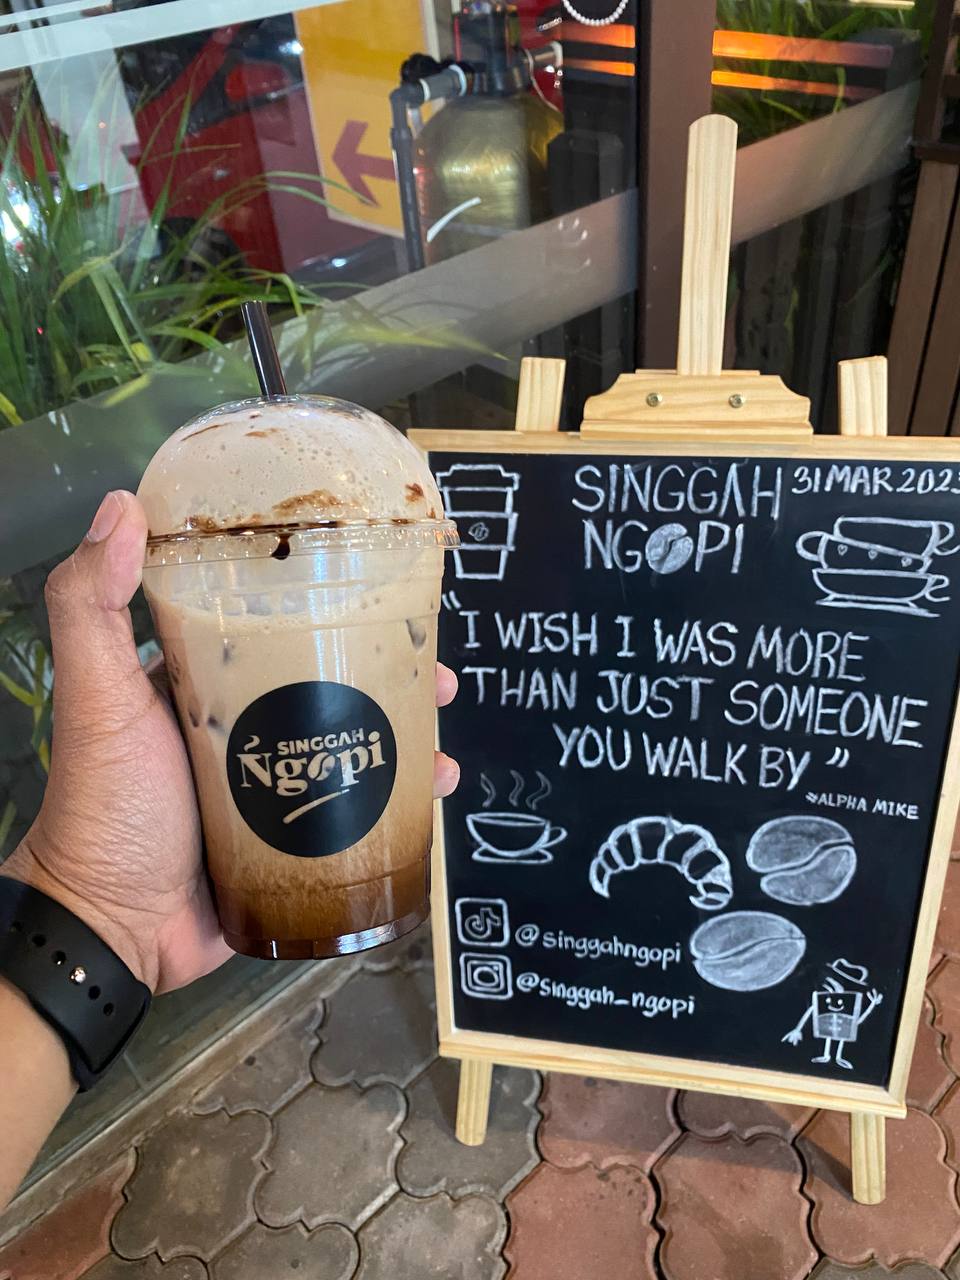 SINGGAH
Ngopi
SINGGAH
NGOPI
31 MAR 2023
"I WISH I WAS MORE
THAN JUST SOMEONE
YOU WALK BY"
~ALPHA MIKE
@singgahngopi
@singgah_ngopi